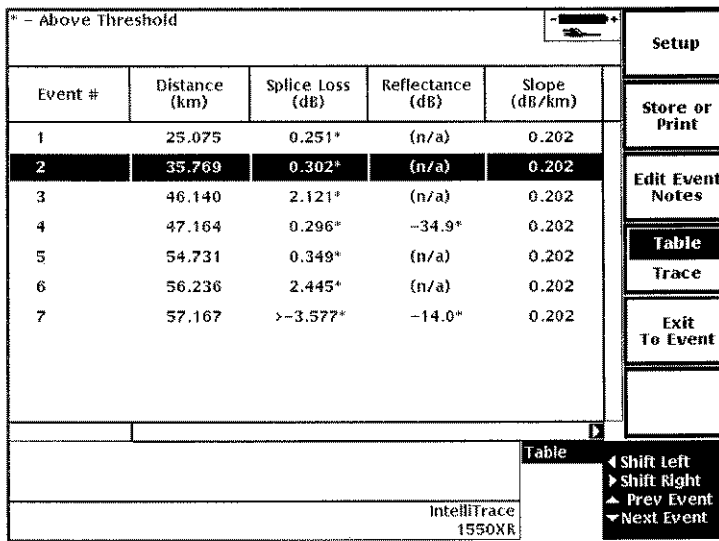 * - Above Threshold
- +
Event # Distance (km) Splice Loss (dB) Reflectance (dB) Slope (dB/km)
1 25.075 0.251* (n/a) 0.202
2 35.769 0.302* (n/a) 0.202
3 46.140 2.121* (n/a) 0.202
4 47.164 0.296* -34.9* 0.202
5 54.731 0.349* (n/a) 0.202
6 56.236 2.445* (n/a) 0.202
7 57.167 >-3.577* -14.0* 0.202
Setup
Store or
Print
Edit Event
Notes
Table
Trace
Exit
To Event
Table
Shift Left
Shift Right
Prev Event
Next Event
IntelliTrace
1550XR